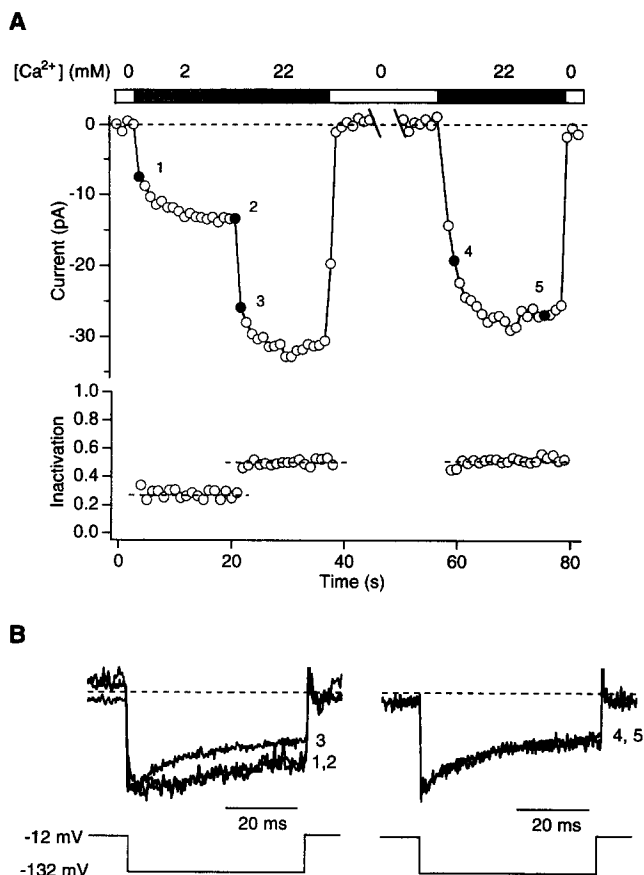 A
[Ca²⁺] (mM) 0 2 22 0 22 0
0
-10
-20
-30
Current (pA)
1
2
3
4
5
1.0
0.8
0.6
0.4
0.2
0.0
Inactivation
0 20 40 60 80
Time (s)
B
3
1,2
4, 5
20 ms
20 ms
-12 mV
-132 mV